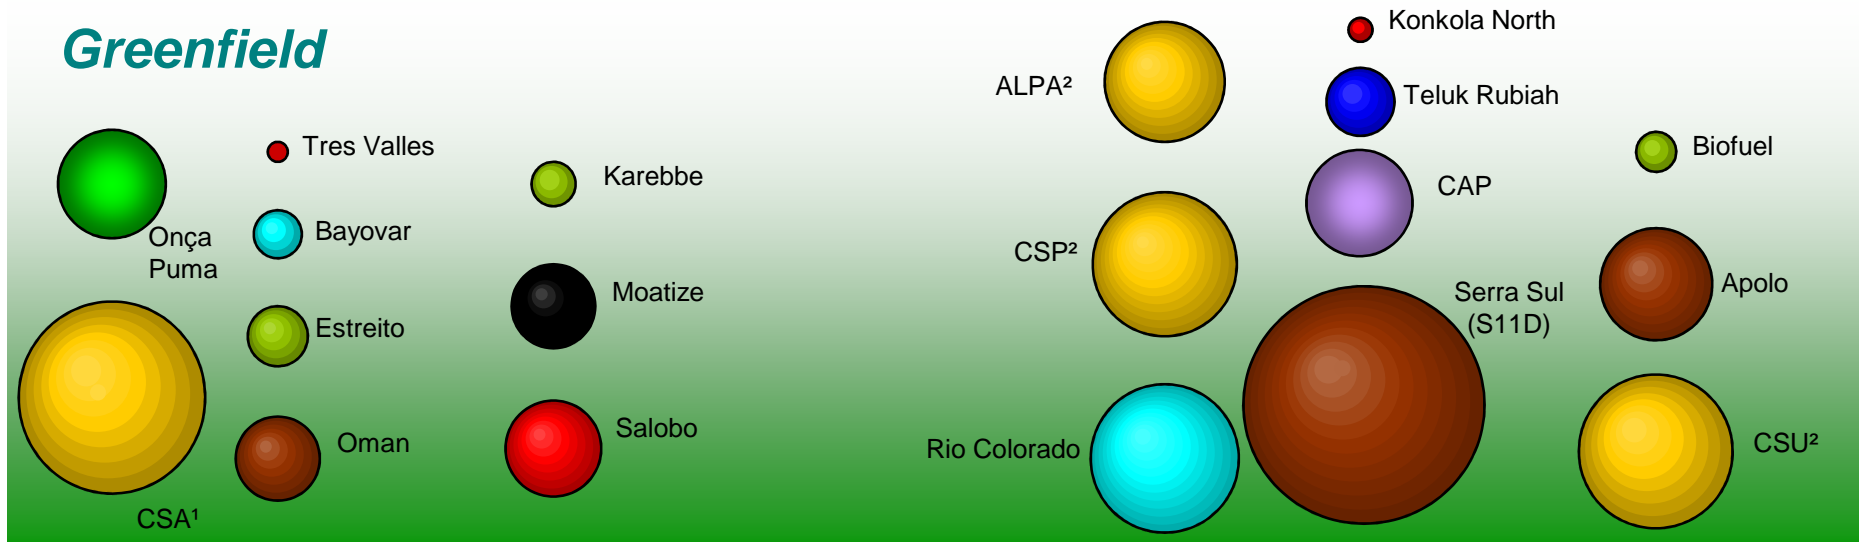 Greenfield
Onça
Puma
CSA¹
Tres Valles
Bayovar
Estreito
Oman
Karebbe
Moatize
Salobo
ALPA²
CSP²
Rio Colorado
Konkola North
Teluk Rubiah
CAP
Serra Sul
(S11D)
Biofuel
Apolo
CSU²